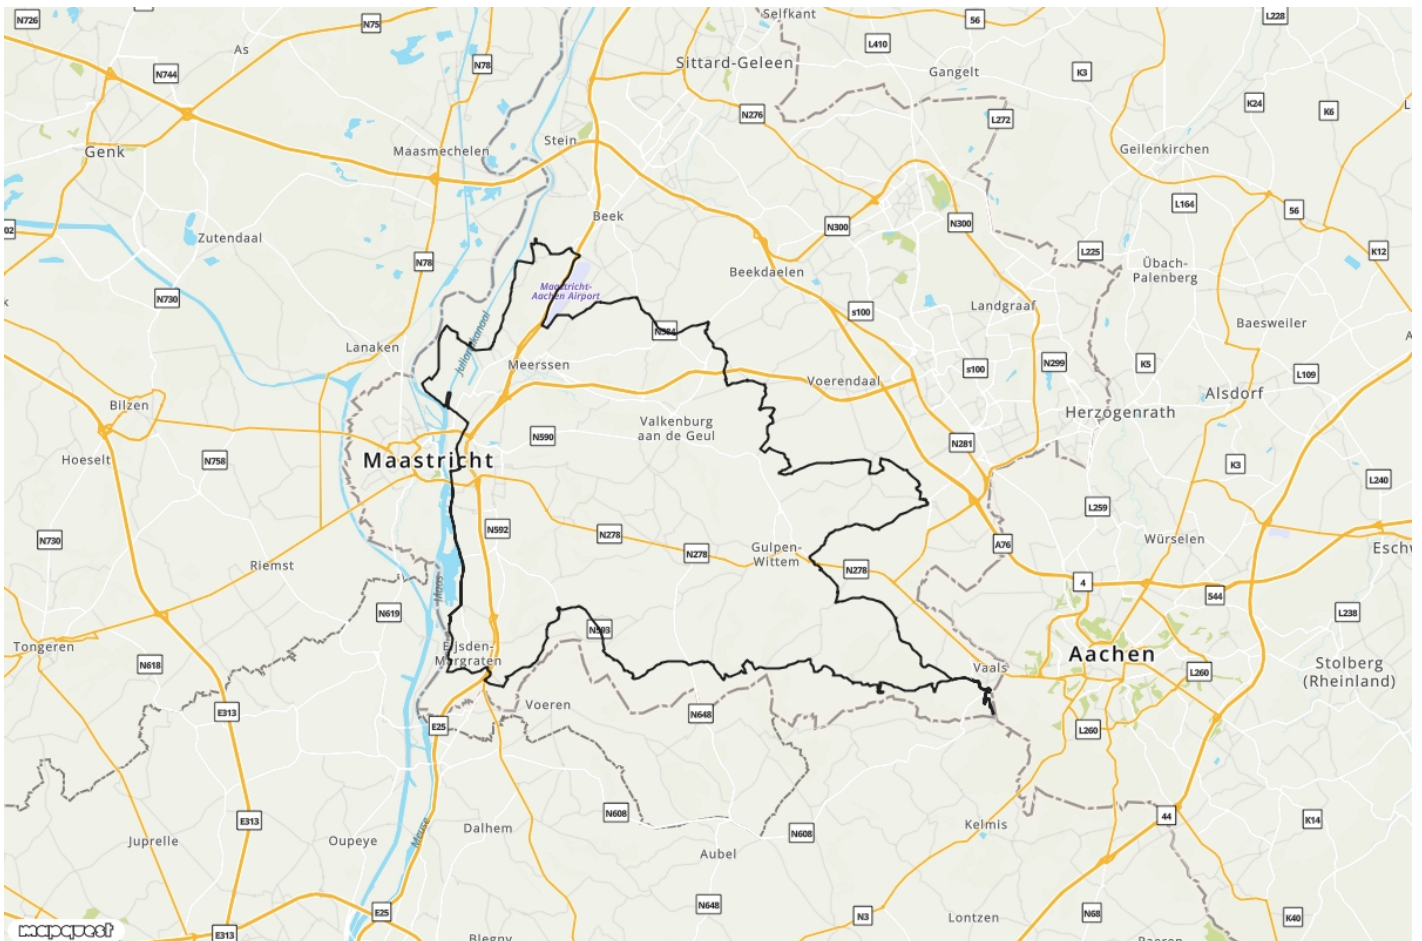 Selfkant
N726
N75
56
L228
As
L410
Sittard-Geleen
N78
Gangelt
K3
N744
K24
K6
N276
L272
Stein
Genk
Maasmechelen
Geilenkirchen
L164
56
Beek
N300
N300
02
Zutendaal
L225
K12
N78
Beekdaelen
Übach-
Palenberg
N730
Maastricht-
Aachen Airport
Landgraaf
s100
Baesweiler
Julianakanaal
Lanaken
Meerssen
N299
K5
s100
L109
Voerendaal
Alsdorf
Bilzen
Herzogenrath
Valkenburg
aan de Geul
N590
N281
Hoeselt
N758
Maastricht
K3
L240
L259
N592
N278
N730
Würselen
A76
Gulpen-
Wittem
N278
Eschw
Riemst
N278
4
544
Maas
N619
L238
N593
Tongeren
Eijsden-
Margraten
N618
Vaals
Aachen
L260
Stolberg
(Rheinland)
Voeren
E313
N648
E25
L260
N608
44
E313
K14
Dalhem
Kelmis
N608
Juprelle
Oupeye
Meuse
Aubel
E25
N648
N3
Lontzen
N68
K40
mapquest
E313
Blegny